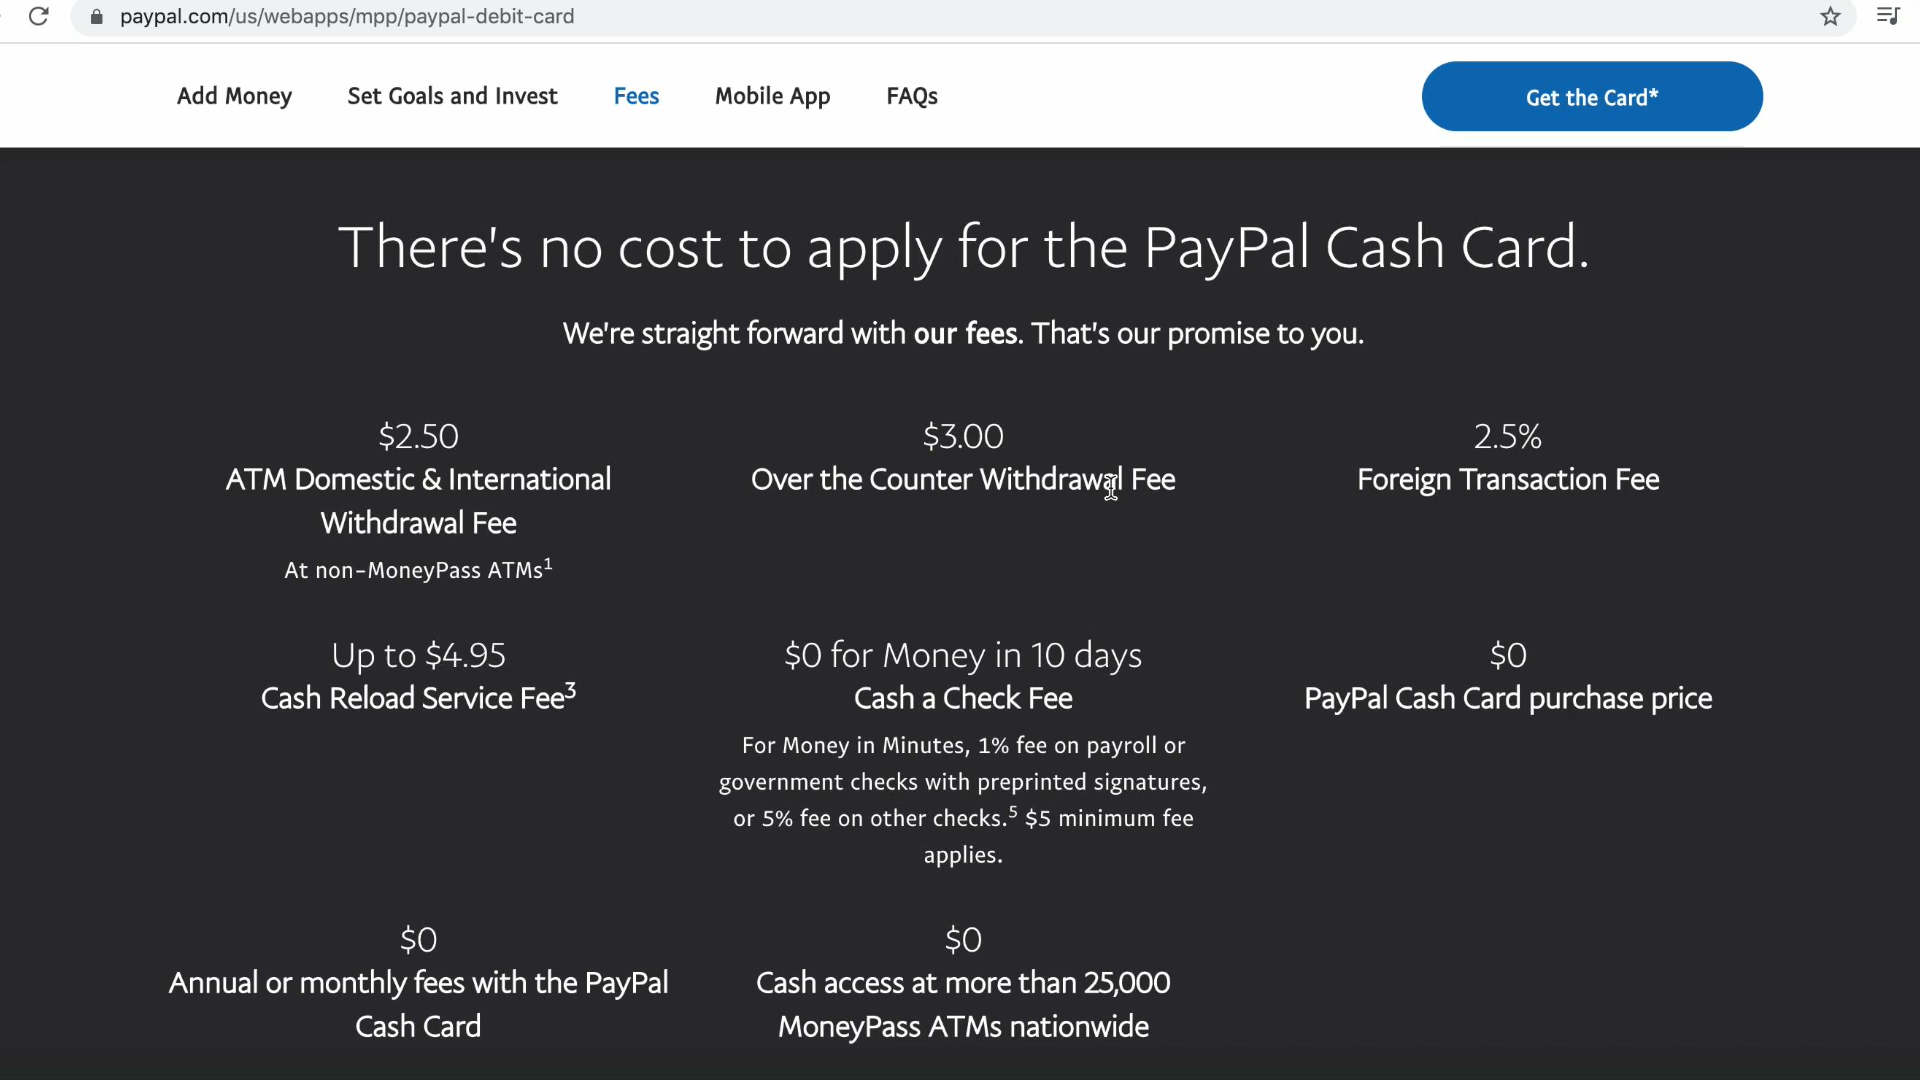 paypal.com/us/webapps/mpp/paypal-debit-card
Add Money
Set Goals and Invest
Fees
Mobile App
FAQs
Get the Card*
There's no cost to apply for the PayPal Cash Card.
We're straight forward with our fees. That's our promise to you.
$2.50
ATM Domestic & International
Withdrawal Fee
At non-MoneyPass ATMs1
$3.00
Over the Counter Withdrawal Fee
2.5%
Foreign Transaction Fee
Up to $4.95
Cash Reload Service Fee3
$0 for Money in 10 days
Cash a Check Fee
For Money in Minutes, 1% fee on payroll or
government checks with preprinted signatures,
or 5% fee on other checks.5 $5 minimum fee
applies.
$0
PayPal Cash Card purchase price
$0
Annual or monthly fees with the PayPal
Cash Card
$0
Cash access at more than 25,000
MoneyPass ATMs nationwide